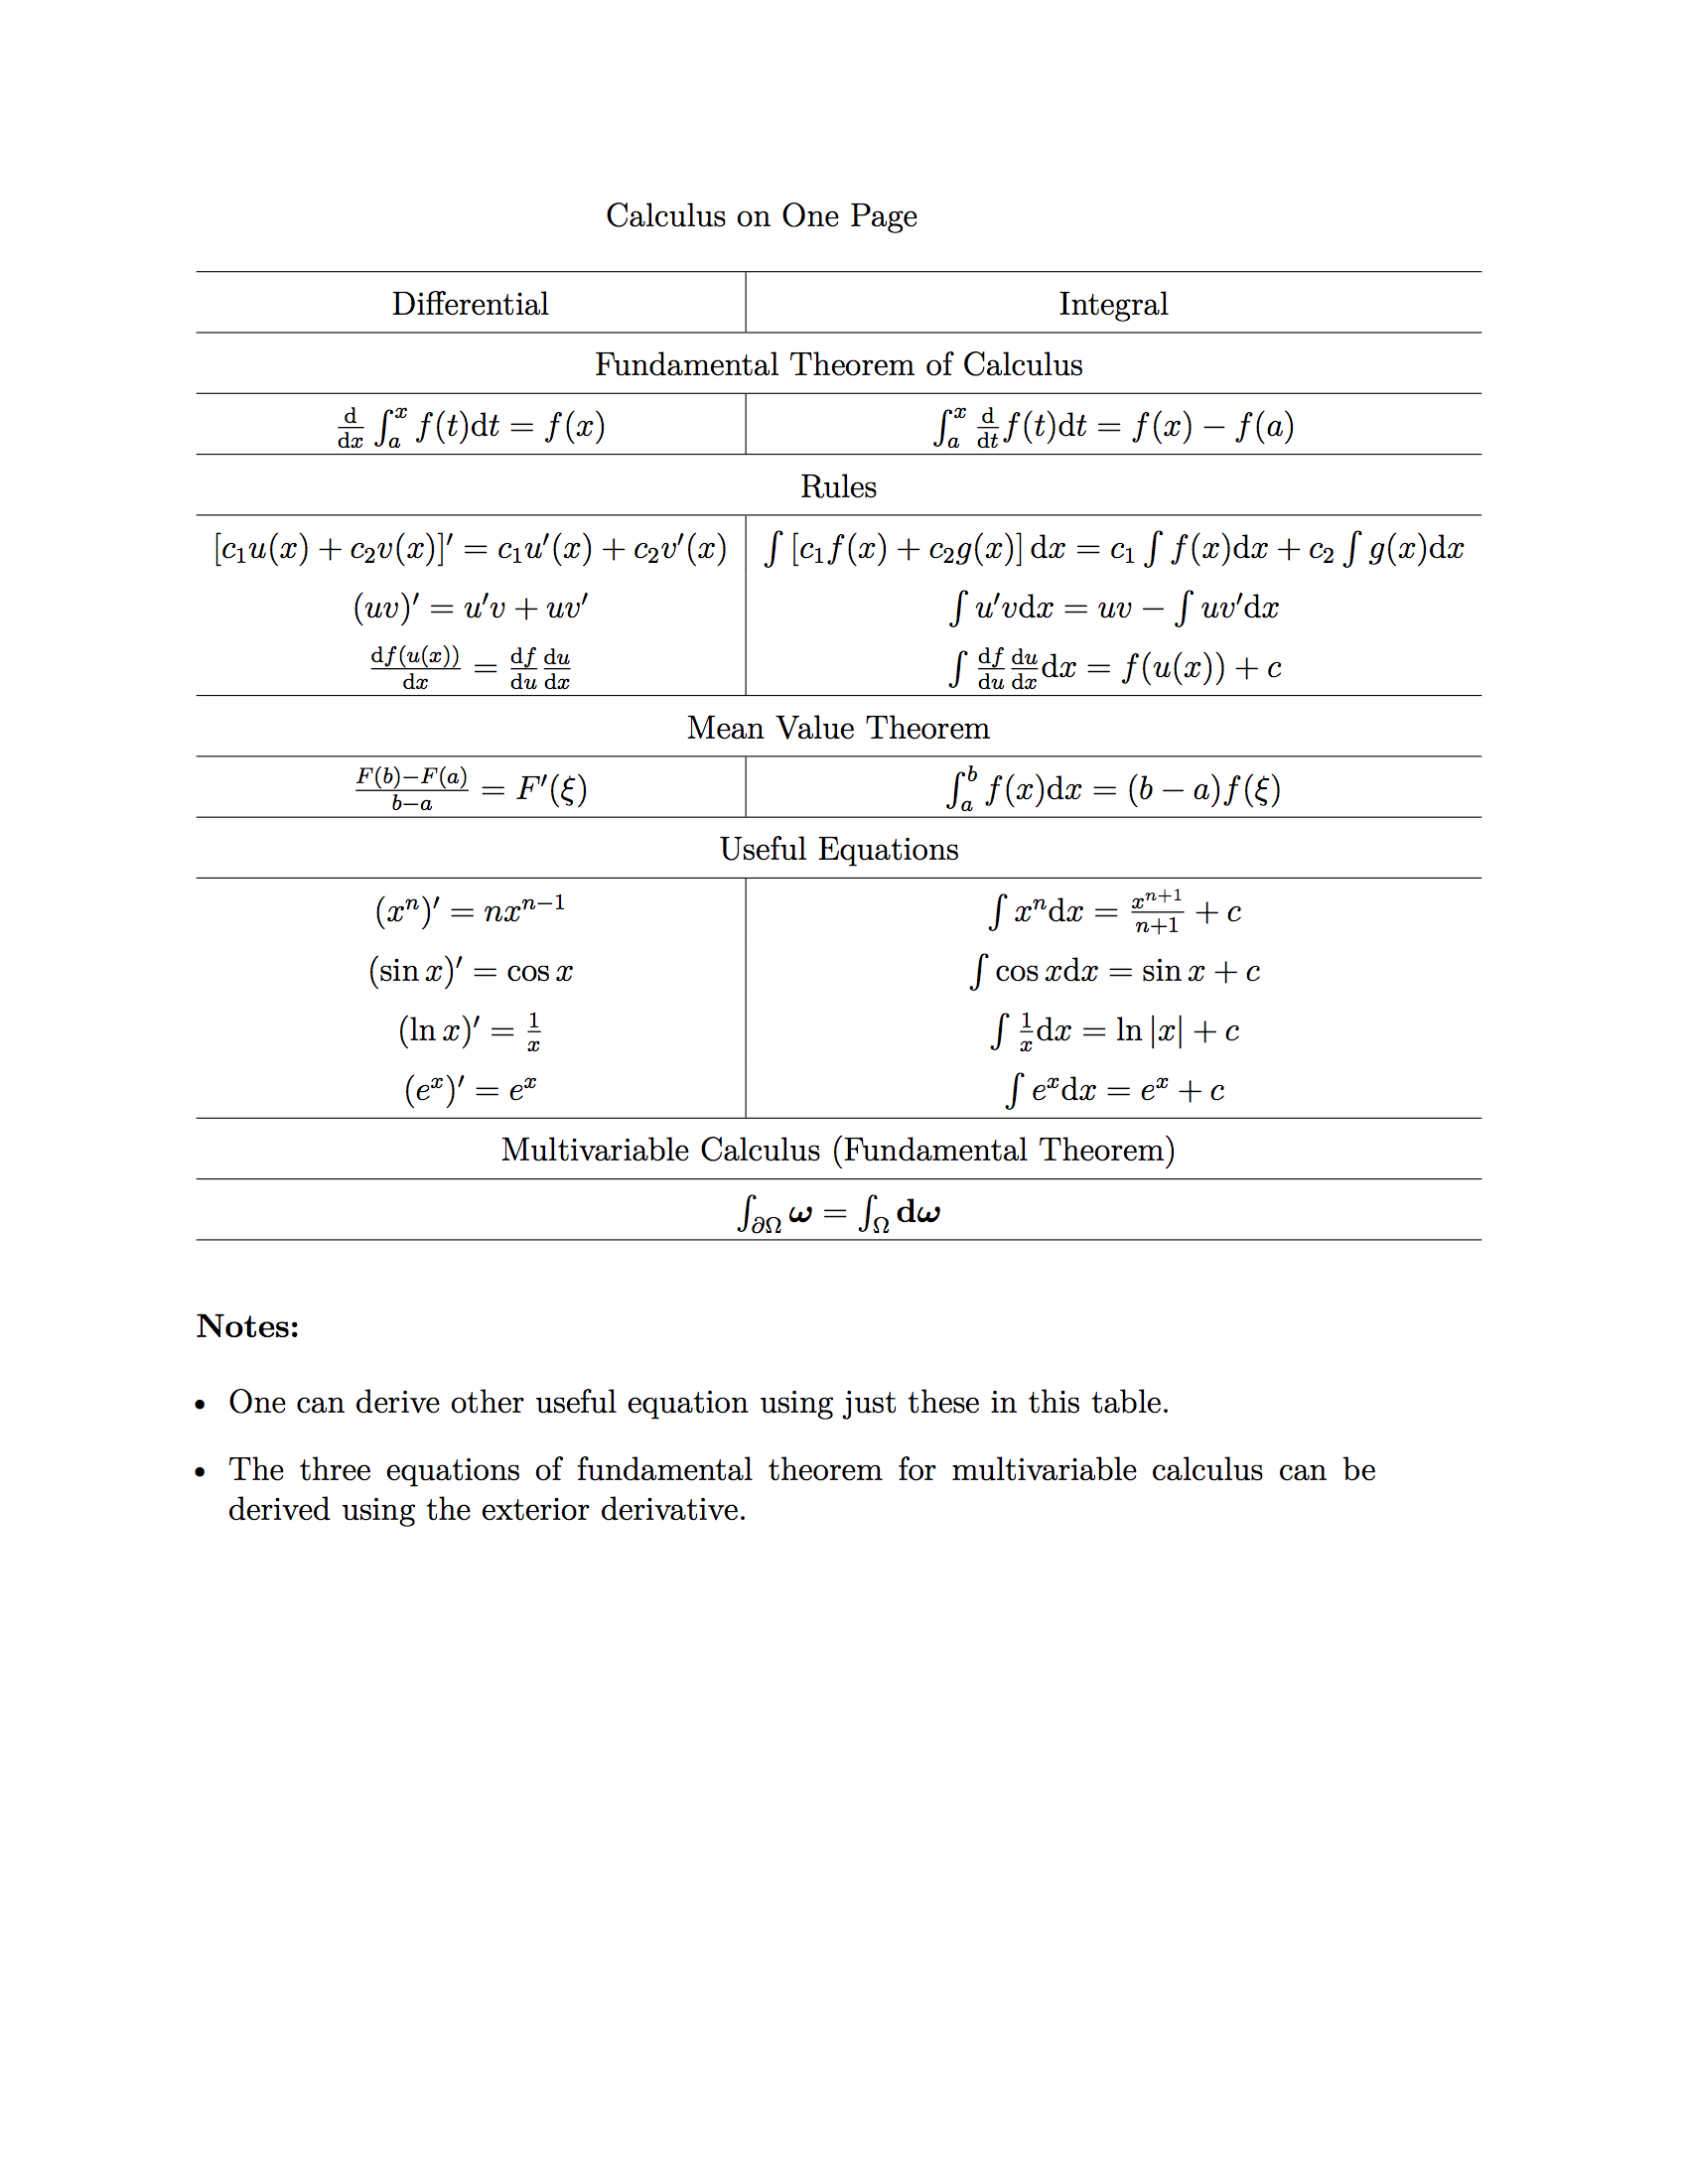 Calculus on One Page
Differential Integral
Fundamental Theorem of Calculus
$\frac{\mathrm{d}}{\mathrm{d}x}\int_a^x f(t)\mathrm{d}t = f(x)$ $\int_a^x \frac{\mathrm{d}}{\mathrm{d}t}f(t)\mathrm{d}t = f(x) - f(a)$
Rules
$[c_1u(x) + c_2v(x)]' = c_1u'(x) + c_2v'(x)$ $\int [c_1f(x) + c_2g(x)]\,\mathrm{d}x = c_1\int f(x)\mathrm{d}x + c_2\int g(x)\mathrm{d}x$
$(uv)' = u'v + uv'$ $\int u'v\mathrm{d}x = uv - \int uv'\mathrm{d}x$
$\frac{\mathrm{d}f(u(x))}{\mathrm{d}x} = \frac{\mathrm{d}f}{\mathrm{d}u}\frac{\mathrm{d}u}{\mathrm{d}x}$ $\int \frac{\mathrm{d}f}{\mathrm{d}u}\frac{\mathrm{d}u}{\mathrm{d}x}\mathrm{d}x = f(u(x)) + c$
Mean Value Theorem
$\frac{F(b)-F(a)}{b-a} = F'(\xi)$ $\int_a^b f(x)\mathrm{d}x = (b - a)f(\xi)$
Useful Equations
$(x^n)' = nx^{n-1}$ $\int x^n\mathrm{d}x = \frac{x^{n+1}}{n+1} + c$
$(\sin x)' = \cos x$ $\int \cos x\mathrm{d}x = \sin x + c$
$(\ln x)' = \frac{1}{x}$ $\int \frac{1}{x}\mathrm{d}x = \ln|x| + c$
$(e^x)' = e^x$ $\int e^x\mathrm{d}x = e^x + c$
Multivariable Calculus (Fundamental Theorem)
$\int_{\partial\Omega} \boldsymbol{\omega} = \int_{\Omega} \mathbf{d}\boldsymbol{\omega}$
Notes:
• One can derive other useful equation using just these in this table.
• The three equations of fundamental theorem for multivariable calculus can be
derived using the exterior derivative.